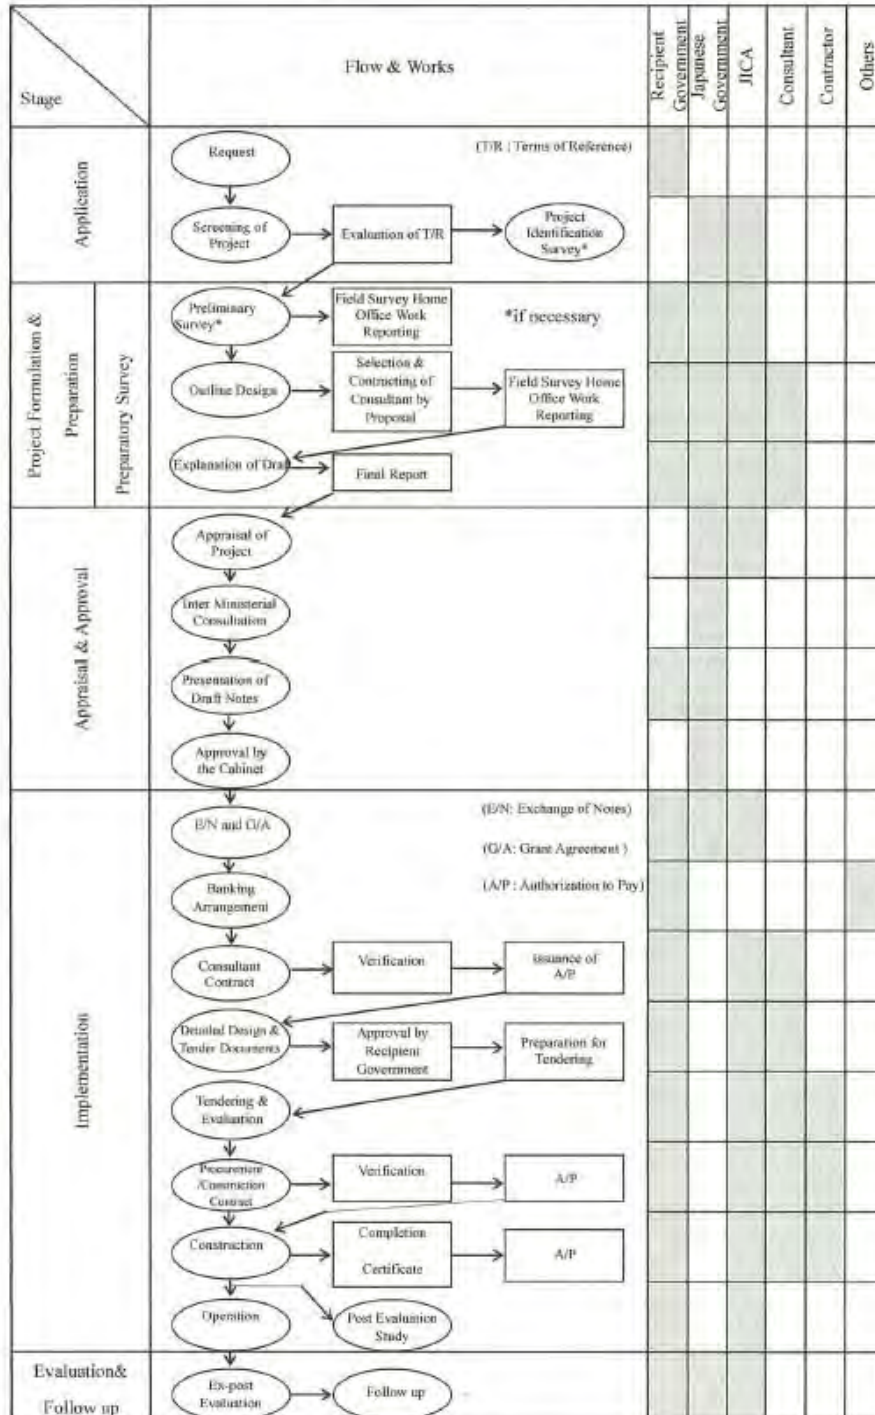 Stage
Flow & Works
Recipient
Government
Japanese
Government
JICA
Consultant
Contractor
Others
Application
Request
(T/R : Terms of Reference)
Screening of
Project
Evaluation of T/R
Project
Identification
Survey*
Project Formulation &
Preparation
Preparatory Survey
Preliminary
Survey*
Field Survey Home
Office Work
Reporting
*if necessary
Outline Design
Selection &
Contracting of
Consultant by
Proposal
Field Survey Home
Office Work
Reporting
Explanation of Draft
Final Report
Appraisal & Approval
Appraisal of
Project
Inter Ministerial
Consultation
Presentation of
Draft Notes
Approval by
the Cabinet
Implementation
E/N and G/A
(E/N: Exchange of Notes)
(G/A: Grant Agreement )
(A/P : Authorization to Pay)
Banking
Arrangement
Consultant
Contract
Verification
Issuance of
A/P
Detailed Design &
Tender Documents
Approval by
Recipient
Government
Preparation for
Tendering
Tendering &
Evaluation
Procurement
/Construction
Contract
Verification
A/P
Construction
Completion
Certificate
A/P
Operation
Post Evaluation
Study
Evaluation&
Follow up
Ex-post
Evaluation
Follow up